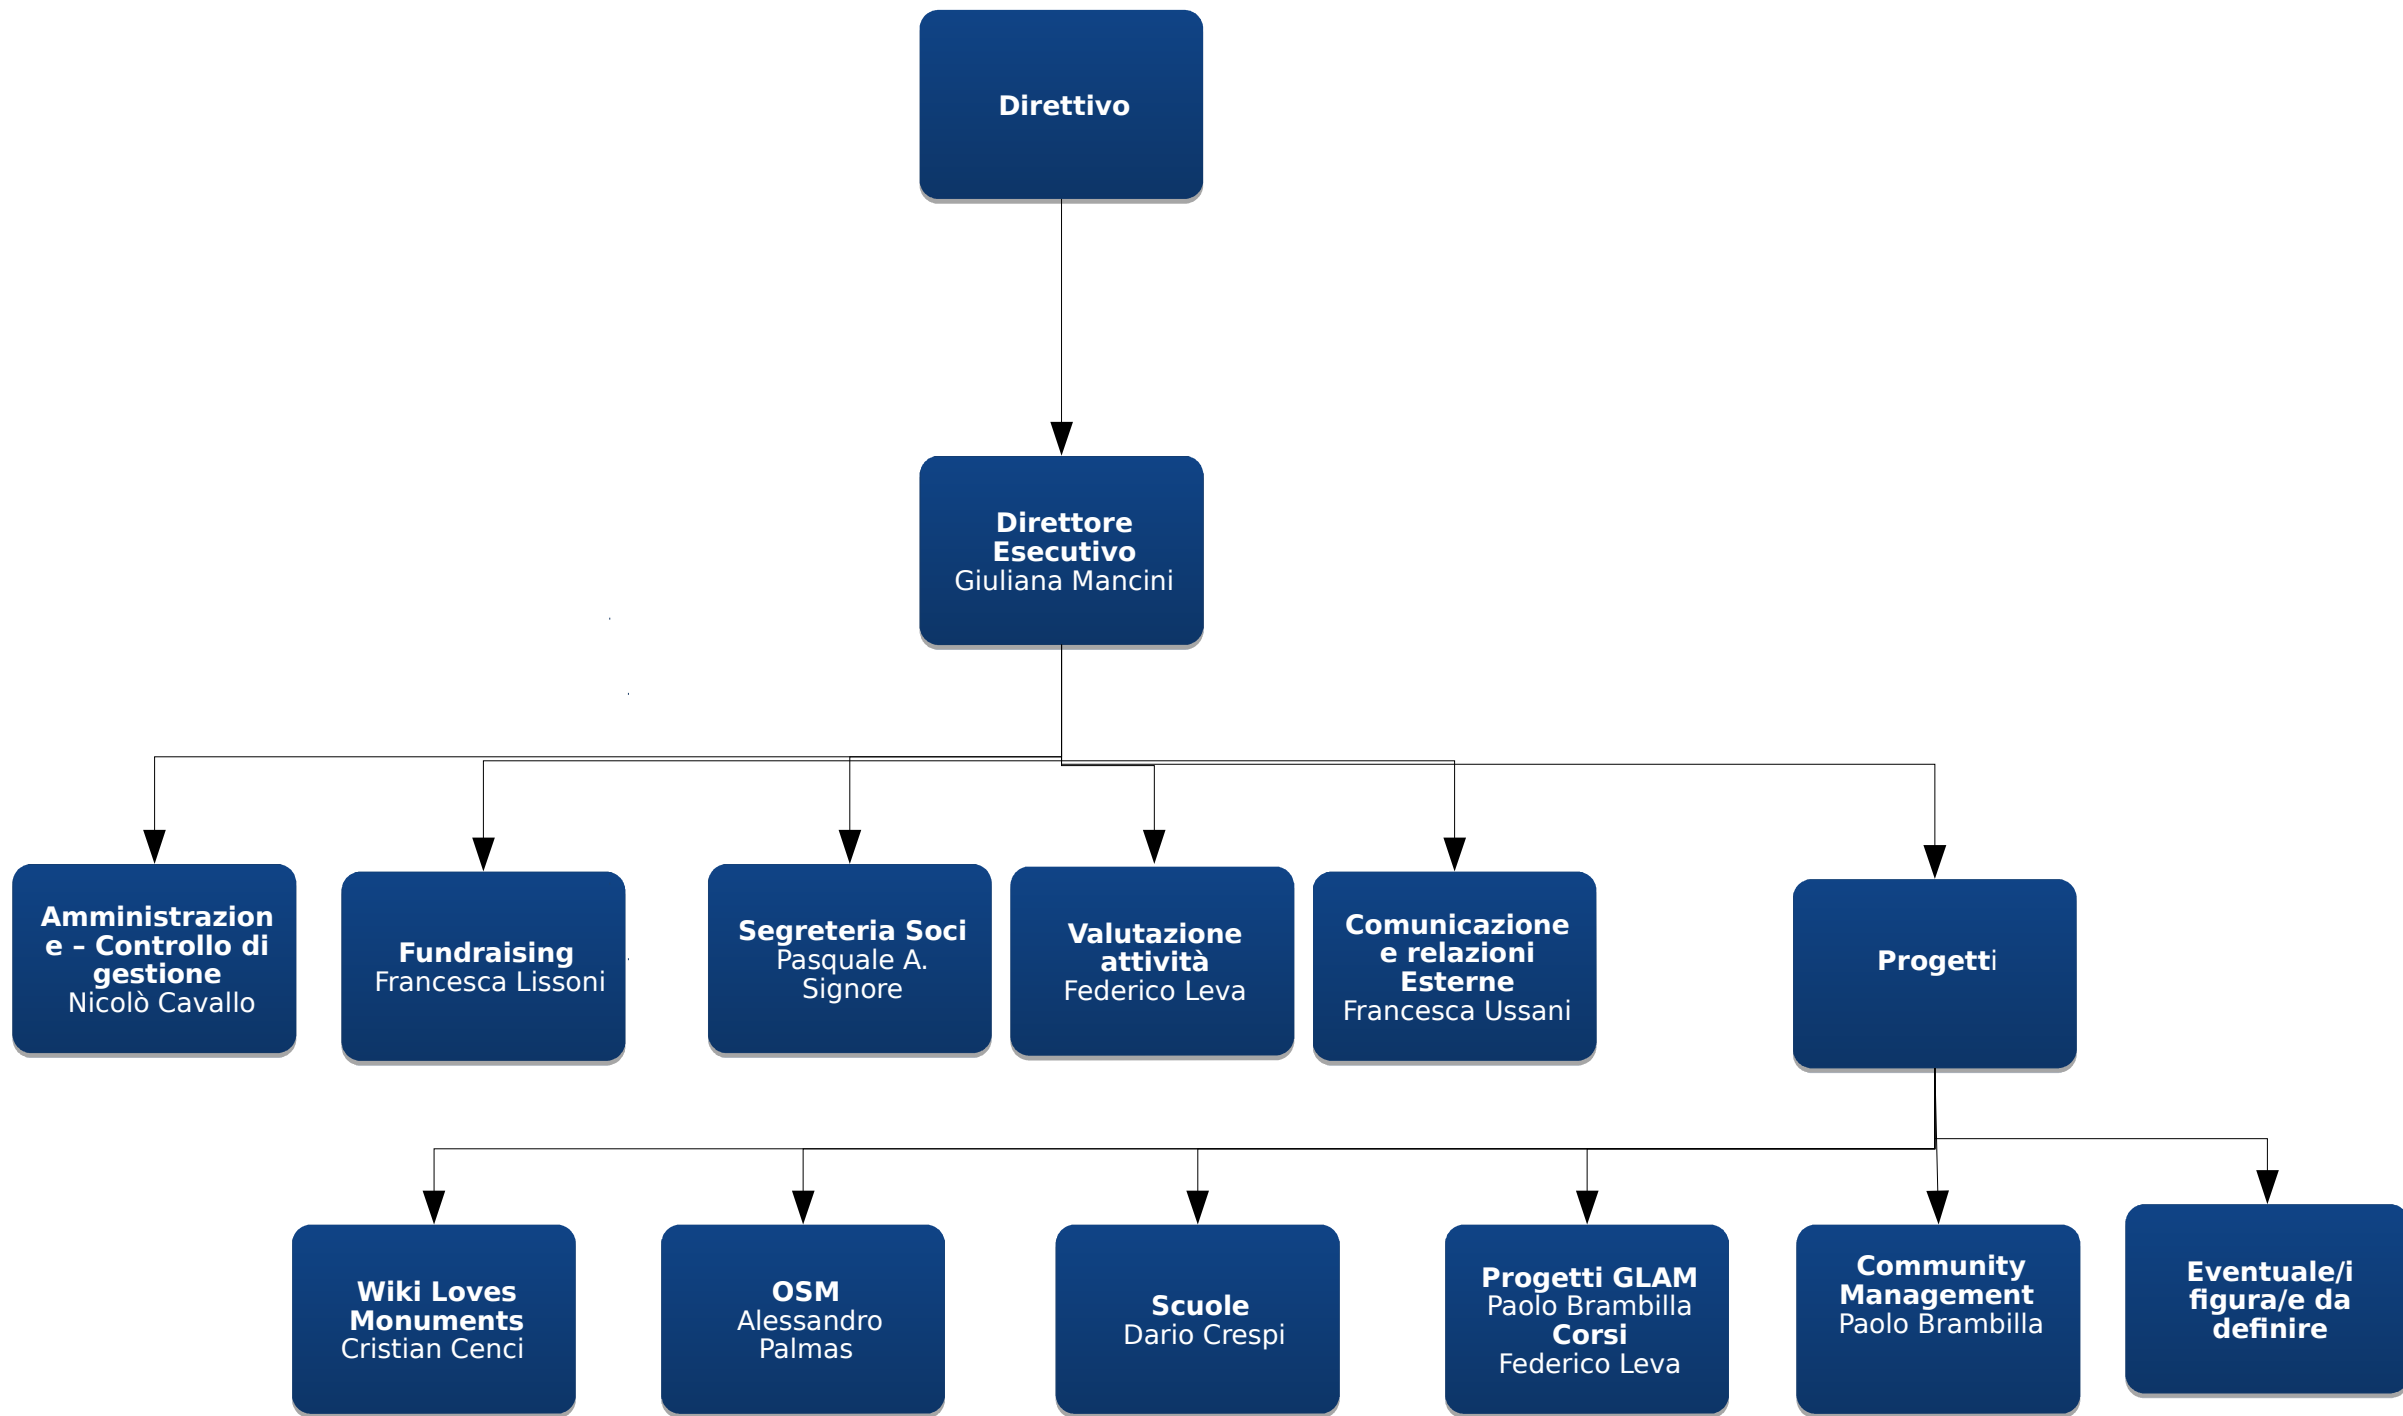 Direttivo
Direttore
Esecutivo
Giuliana Mancini
Amministrazion
e – Controllo di
gestione
Nicolò Cavallo
Fundraising
Francesca Lissoni
Segreteria Soci
Pasquale A.
Signore
Valutazione
attività
Federico Leva
Comunicazione
e relazioni
Esterne
Francesca Ussani
Progetti
Wiki Loves
Monuments
Cristian Cenci
OSM
Alessandro
Palmas
Scuole
Dario Crespi
Progetti GLAM
Paolo Brambilla
Corsi
Federico Leva
Community
Management
Paolo Brambilla
Eventuale/i
figura/e da
definire